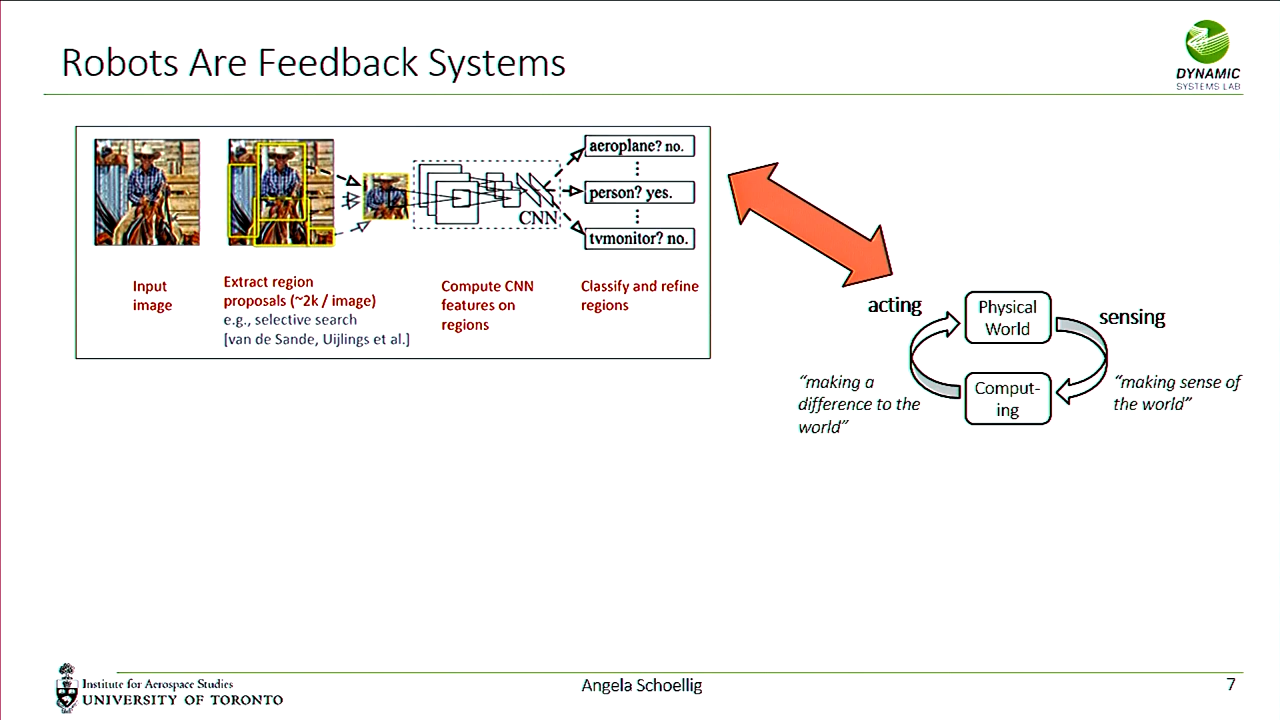 Robots Are Feedback Systems
DYNAMIC
SYSTEMS LAB
aeroplane? no.
person? yes.
CNN
tvmonitor? no.
Input
image
Extract region
proposals (~2k / image)
e.g., selective search
[van de Sande, Uijlings et al.]
Compute CNN
features on
regions
Classify and refine
regions
acting
Physical
World
sensing
"making a
difference to the
world"
Comput-
ing
"making sense of
the world"
Institute for Aerospace Studies
UNIVERSITY OF TORONTO
Angela Schoellig
7